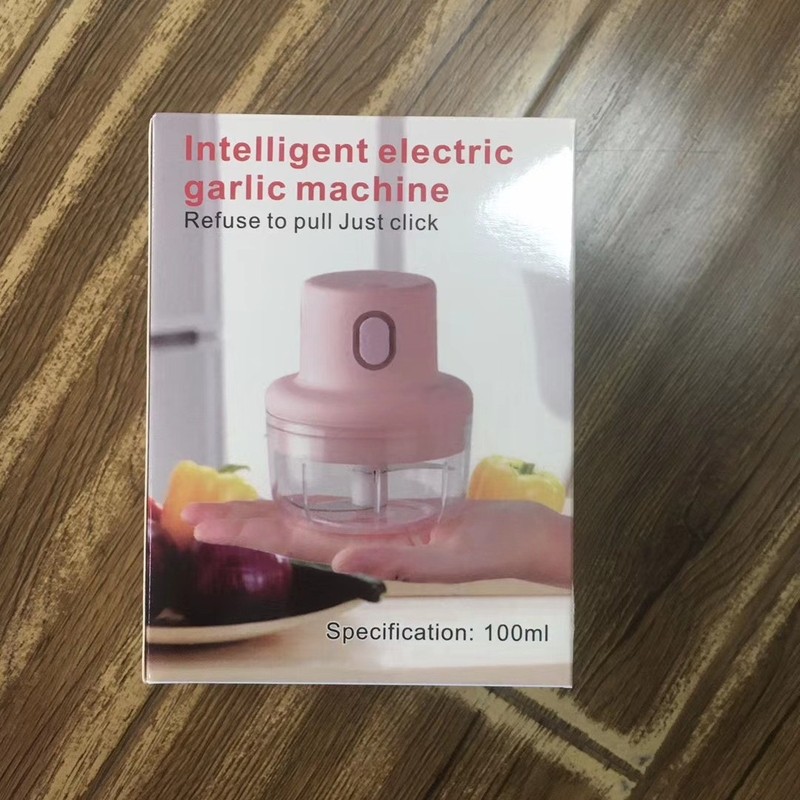 Intelligent electric
garlic machine
Refuse to pull Just click
Specification: 100ml